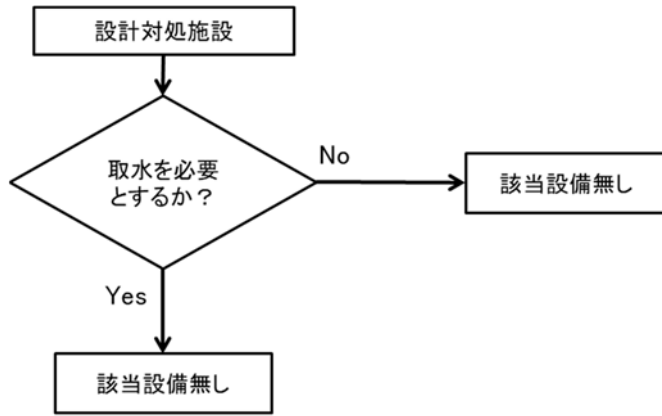 設計対処施設
取水を必要
とするか？
No
該当設備無し
Yes
該当設備無し